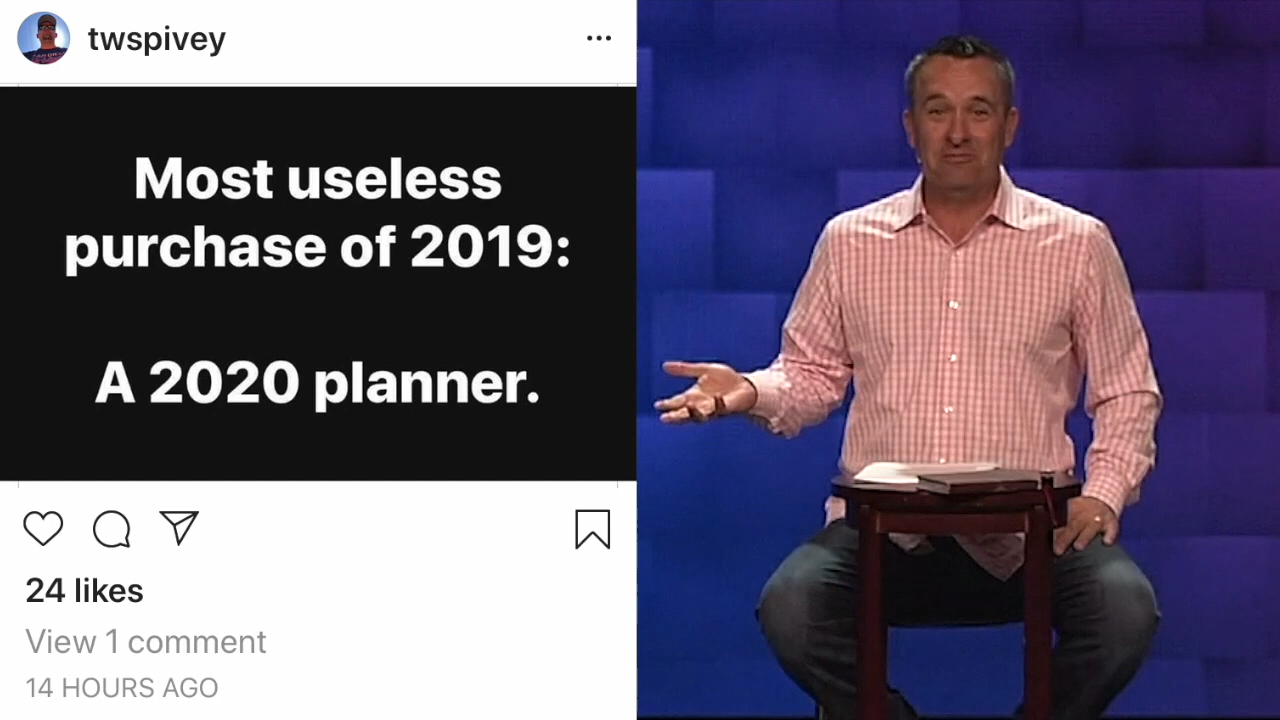 twspivey
Most useless
purchase of 2019:
A 2020 planner.
24 likes
View 1 comment
14 HOURS AGO